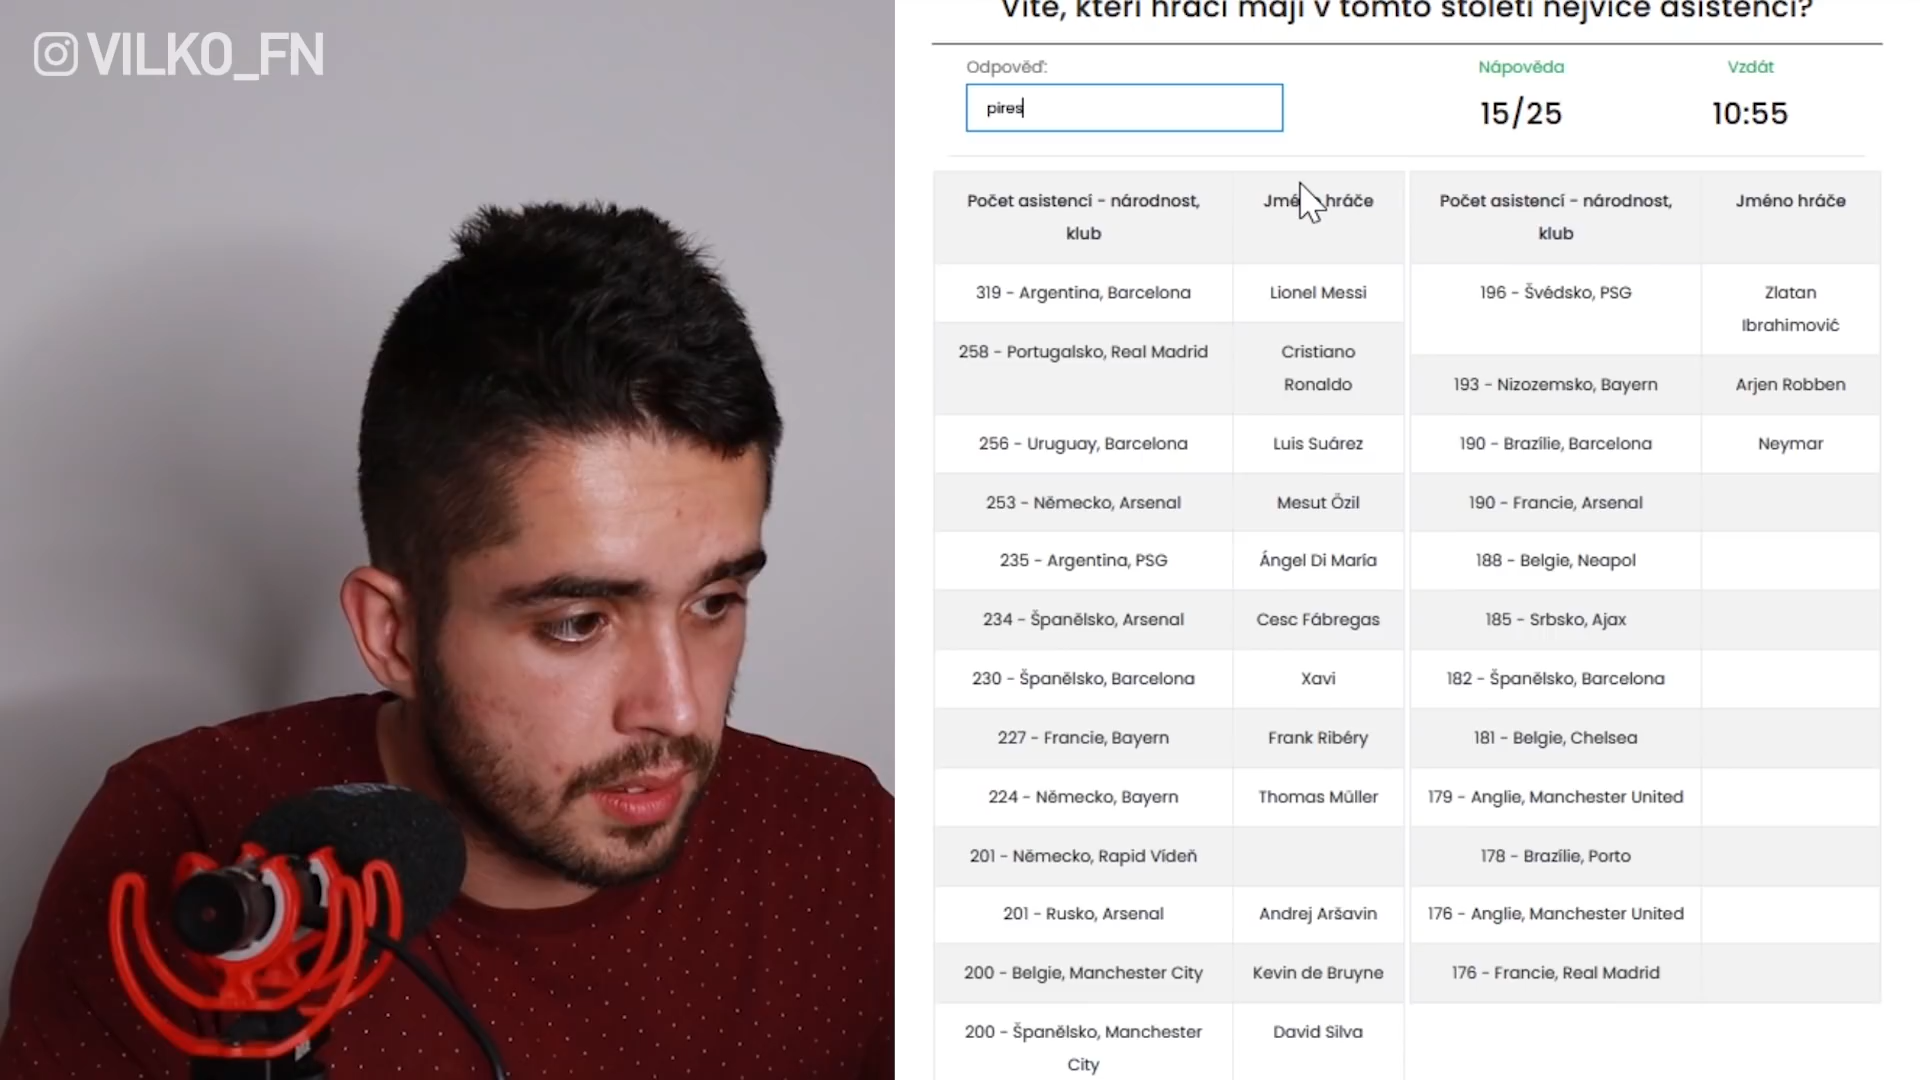 VILKO_FN
Víte, kteří hráči mají v tomto století nejvíce asistencí?
Odpověď:
pires
Nápověda
15/25
Vzdát
10:55
Počet asistencí - národnost,
klub
Jméno hráče
319 - Argentina, Barcelona
Lionel Messi
258 - Portugalsko, Real Madrid
Cristiano
Ronaldo
256 - Uruguay, Barcelona
Luis Suárez
253 - Německo, Arsenal
Mesut Özil
235 - Argentina, PSG
Ángel Di María
234 - Španělsko, Arsenal
Cesc Fábregas
230 - Španělsko, Barcelona
Xavi
227 - Francie, Bayern
Frank Ribéry
224 - Německo, Bayern
Thomas Müller
201 - Německo, Rapid Vídeň
201 - Rusko, Arsenal
Andrej Aršavin
200 - Belgie, Manchester City
Kevin de Bruyne
200 - Španělsko, Manchester
City
David Silva
Počet asistencí - národnost,
klub
Jméno hráče
196 - Švédsko, PSG
Zlatan
Ibrahimović
193 - Nizozemsko, Bayern
Arjen Robben
190 - Brazílie, Barcelona
Neymar
190 - Francie, Arsenal
188 - Belgie, Neapol
185 - Srbsko, Ajax
182 - Španělsko, Barcelona
181 - Belgie, Chelsea
179 - Anglie, Manchester United
178 - Brazílie, Porto
176 - Anglie, Manchester United
176 - Francie, Real Madrid